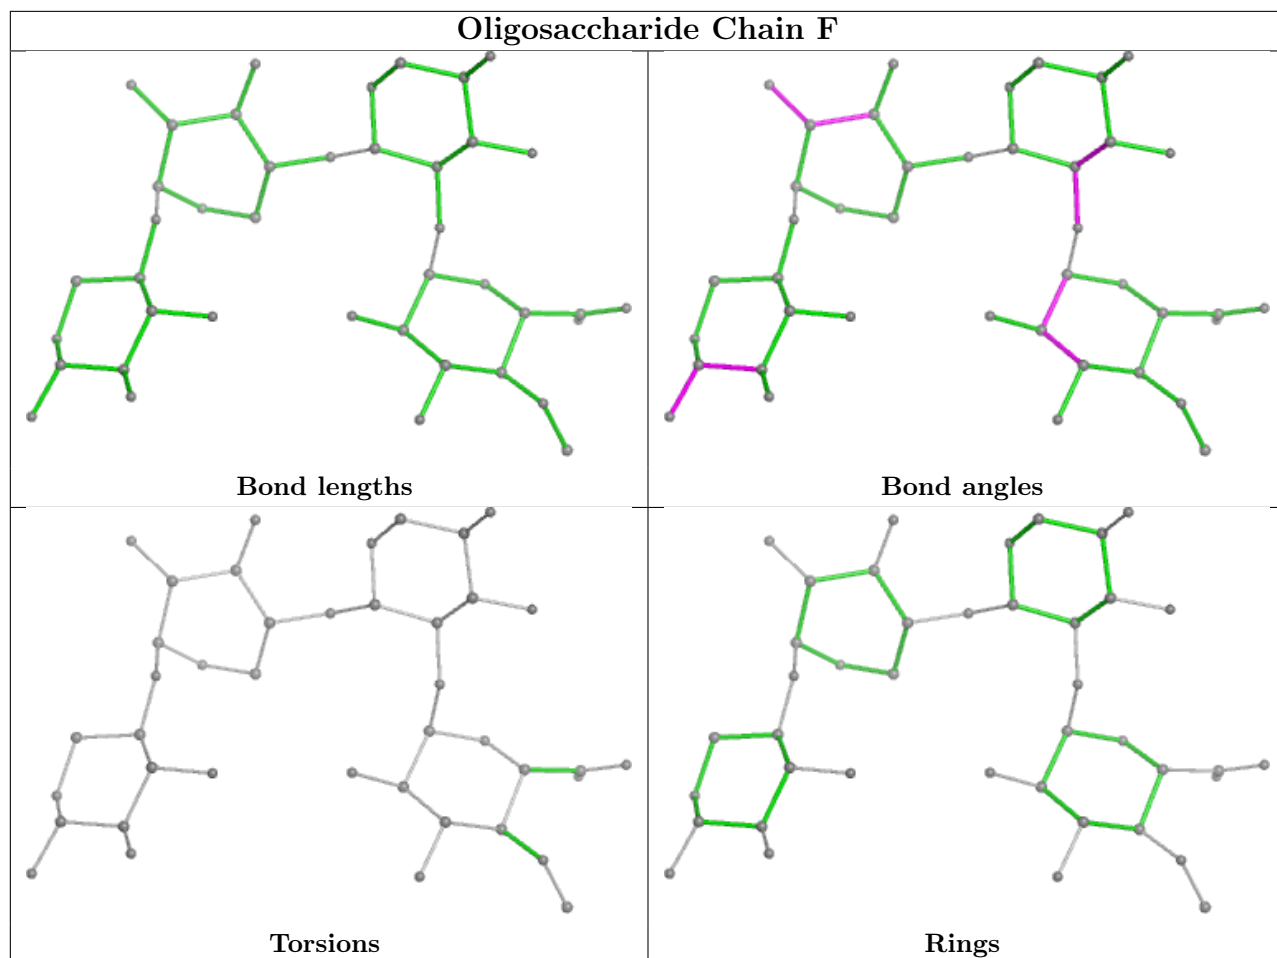 Oligosaccharide Chain F
Bond lengths
Bond angles
Torsions
Rings